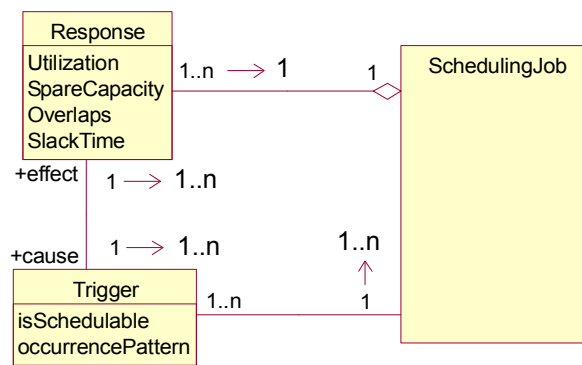 Response
Utilization
SpareCapacity
Overlaps
SlackTime
1..n → 1
1
SchedulingJob
+effect
1 → 1..n
1 → 1..n
+cause
1..n
Trigger
isSchedulable
occurrencePattern
1..n
1